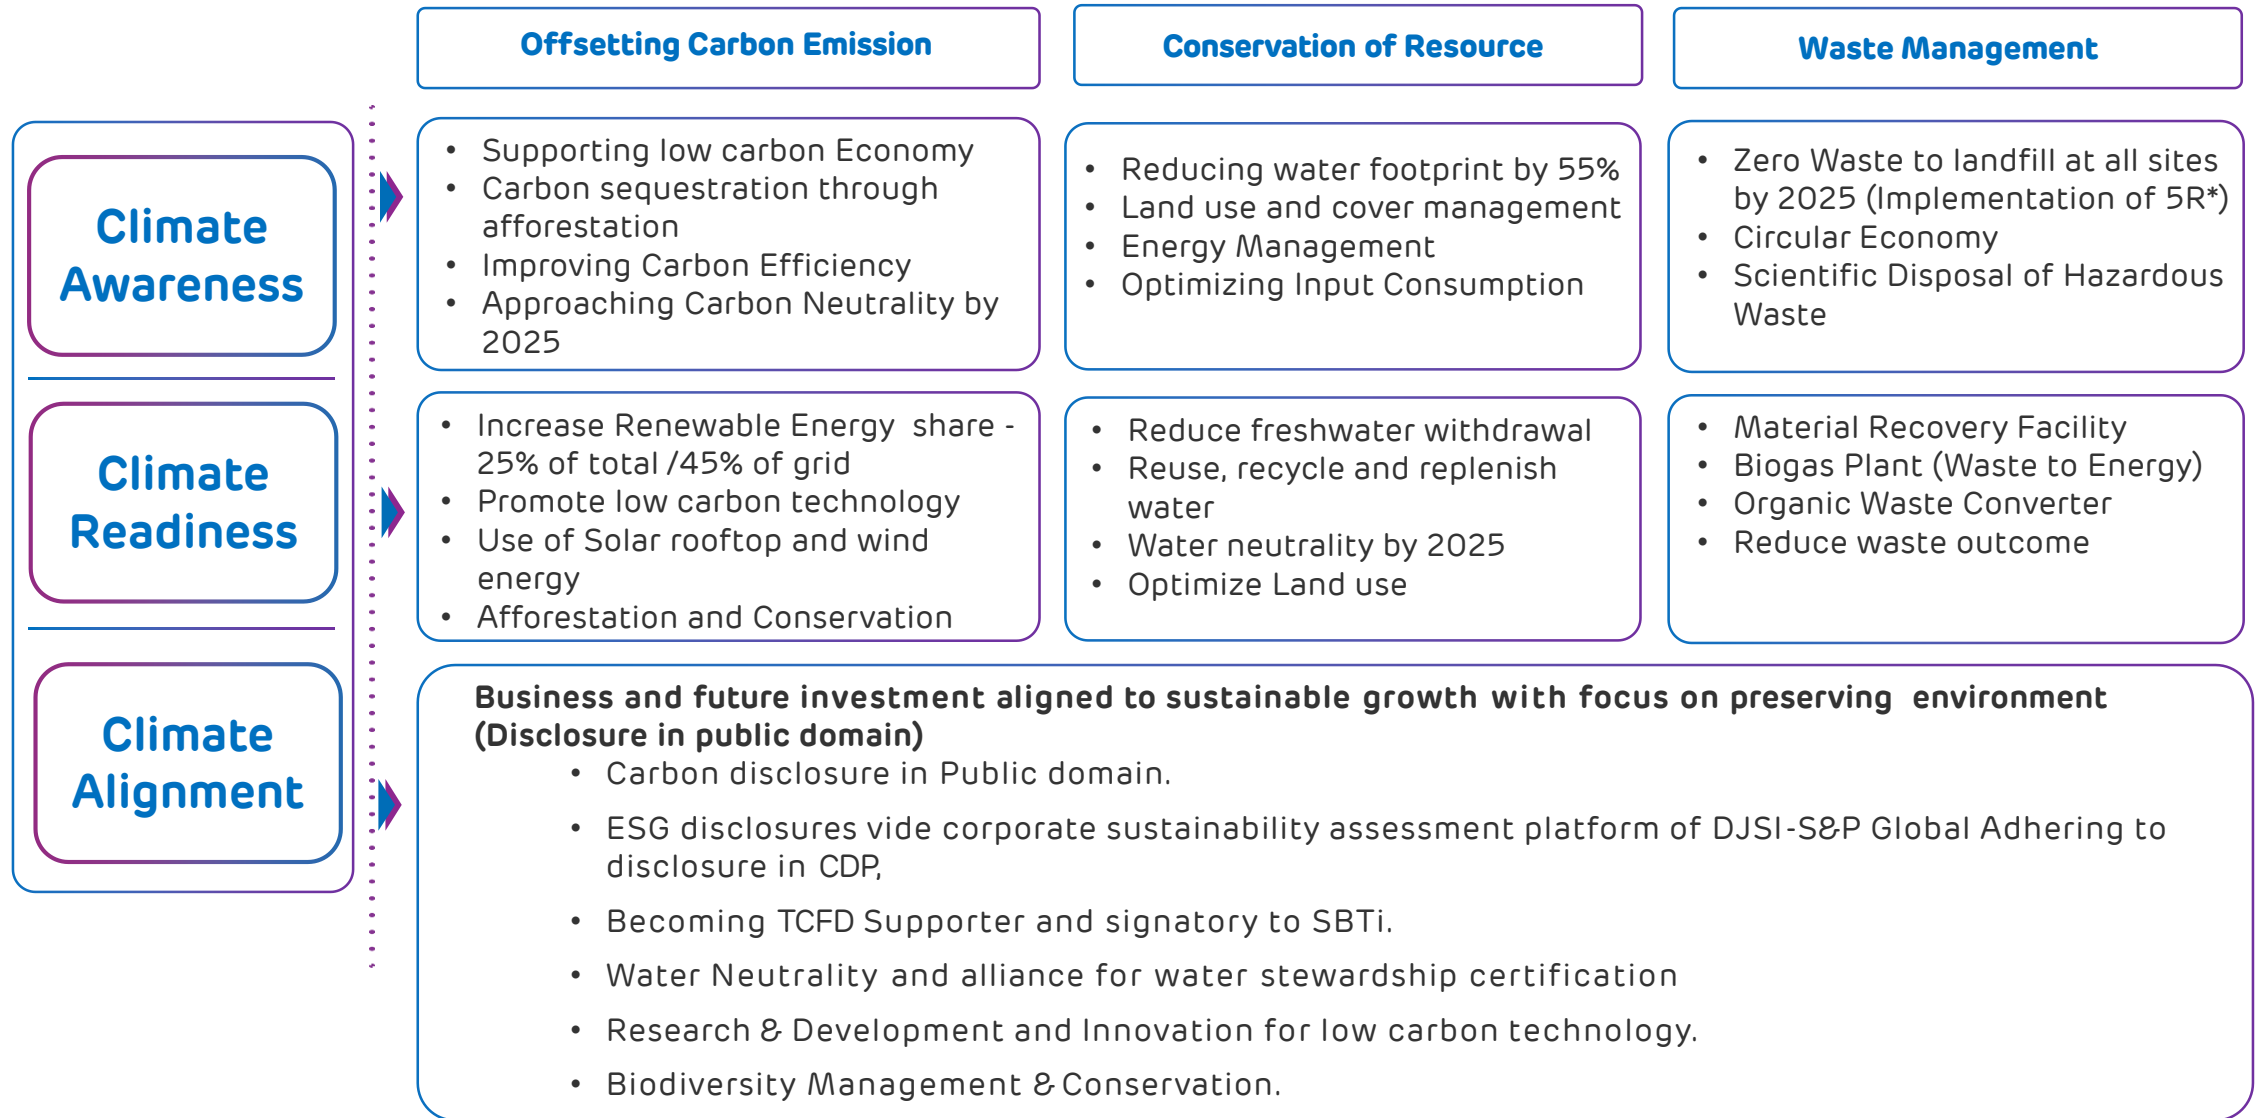 Offsetting Carbon Emission
Conservation of Resource
Waste Management
Climate
Awareness
• Supporting low carbon Economy
• Carbon sequestration through
afforestation
• Improving Carbon Efficiency
• Approaching Carbon Neutrality by
2025
• Reducing water footprint by 55%
• Land use and cover management
• Energy Management
• Optimizing Input Consumption
• Zero Waste to landfill at all sites
by 2025 (Implementation of 5R*)
• Circular Economy
• Scientific Disposal of Hazardous
Waste
Climate
Readiness
• Increase Renewable Energy share -
25% of total /45% of grid
• Promote low carbon technology
• Use of Solar rooftop and wind
energy
• Afforestation and Conservation
• Reduce freshwater withdrawal
• Reuse, recycle and replenish
water
• Water neutrality by 2025
• Optimize Land use
• Material Recovery Facility
• Biogas Plant (Waste to Energy)
• Organic Waste Converter
• Reduce waste outcome
Climate
Alignment
Business and future investment aligned to sustainable growth with focus on preserving environment
(Disclosure in public domain)
• Carbon disclosure in Public domain.
• ESG disclosures vide corporate sustainability assessment platform of DJSI-S&P Global Adhering to
disclosure in CDP,
• Becoming TCFD Supporter and signatory to SBTi.
• Water Neutrality and alliance for water stewardship certification
• Research & Development and Innovation for low carbon technology.
• Biodiversity Management & Conservation.